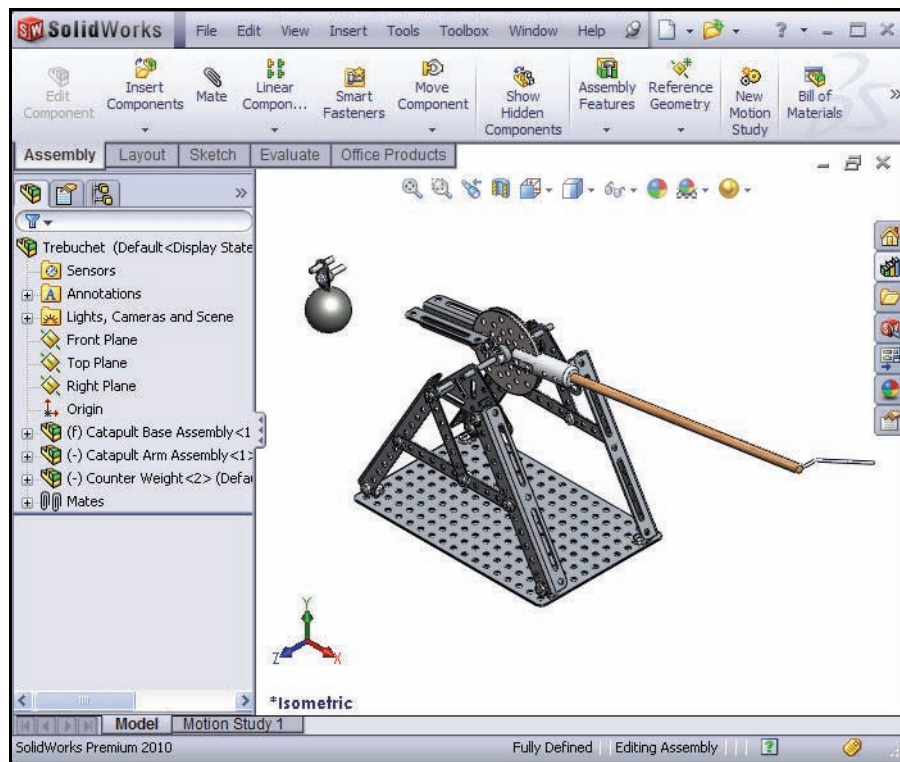 SolidWorks File Edit View Insert Tools Toolbox Window Help ?
Edit Component
Insert Components
Mate
Linear Compon...
Smart Fasteners
Move Component
Show Hidden Components
Assembly Features
Reference Geometry
New Motion Study
Bill of Materials
Assembly Layout Sketch Evaluate Office Products
Trebuchet (Default<Display State
Sensors
A Annotations
Lights, Cameras and Scene
Front Plane
Top Plane
Right Plane
Origin
(f) Catapult Base Assembly<1
(-) Catapult Arm Assembly<1>
(-) Counter Weight<2> (Defau
Mates
Y
Z X
*Isometric
Model Motion Study 1
SolidWorks Premium 2010 Fully Defined Editing Assembly ?